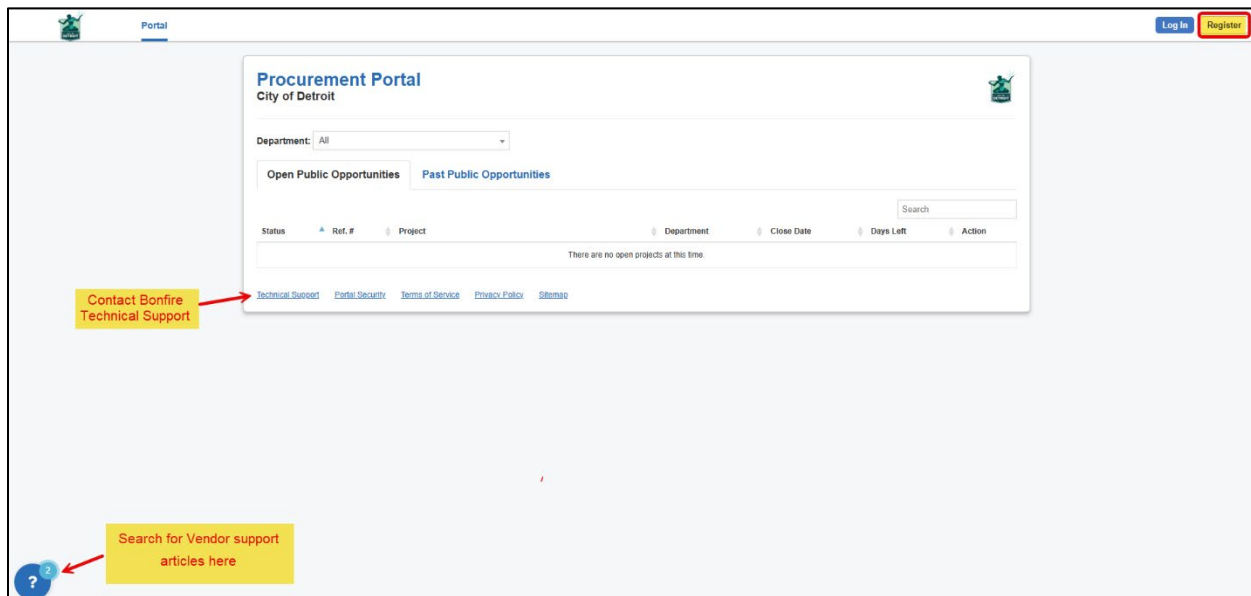 Portal
Log In
Register
Procurement Portal
City of Detroit
Department: All
Open Public Opportunities Past Public Opportunities
Search
Status Ref. # Project Department Close Date Days Left Action
There are no open projects at this time.
Technical Support Portal Security Terms of Service Privacy Policy Sitemap
Contact Bonfire
Technical Support
Search for Vendor support
articles here
2
?